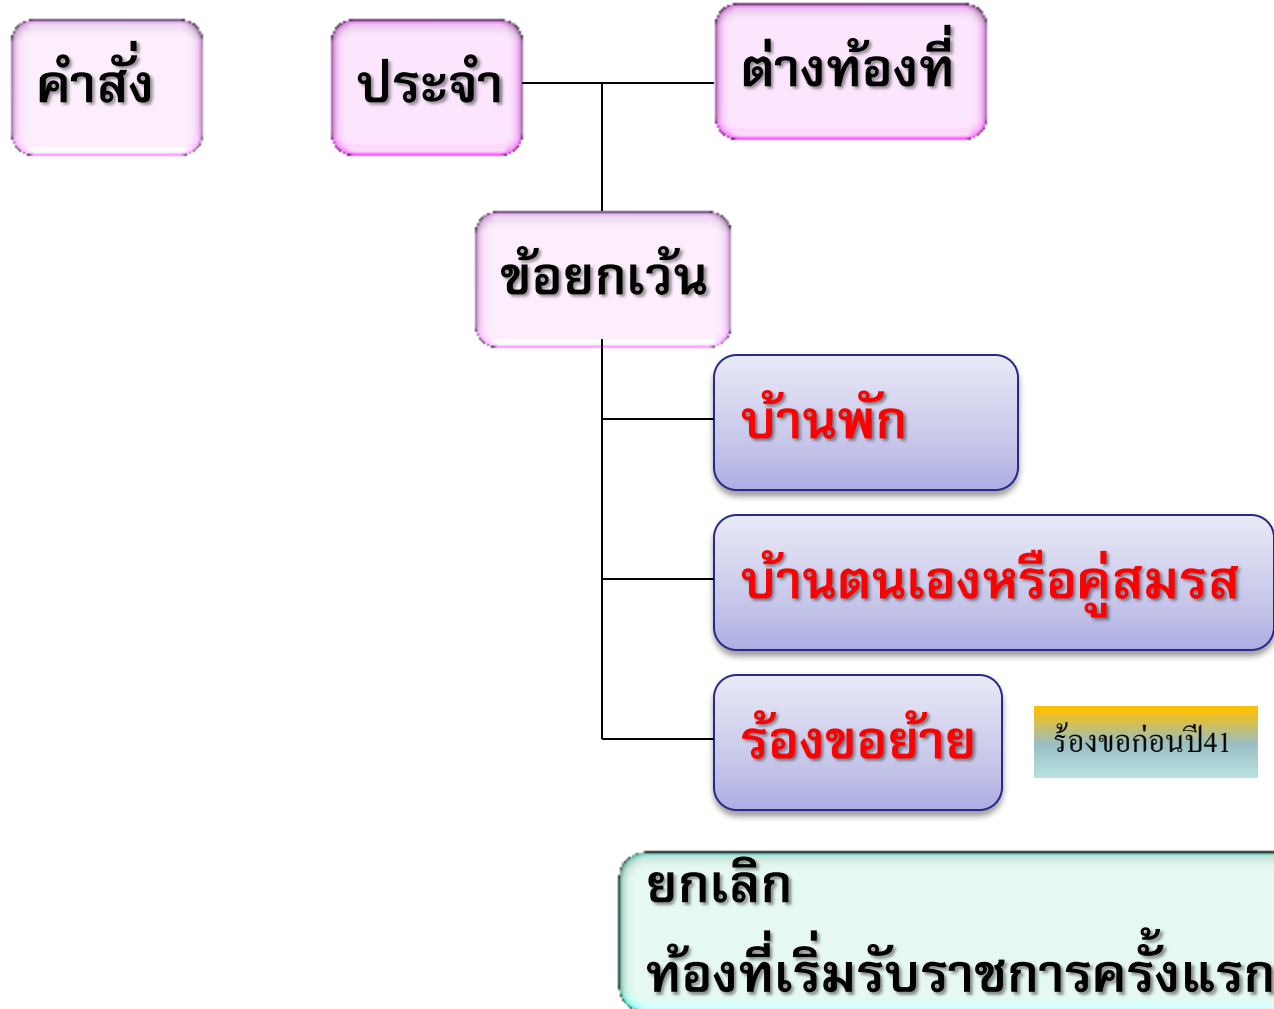 คำสั่ง
ประจำ
ต่างท้องที่
ข้อยกเว้น
บ้านพัก
บ้านตนเองหรือคู่สมรส
ร้องขอย้าย
ร้องขอก่อนปี41
ยกเลิก
ท้องที่เริ่มรับราชการครั้งแรก